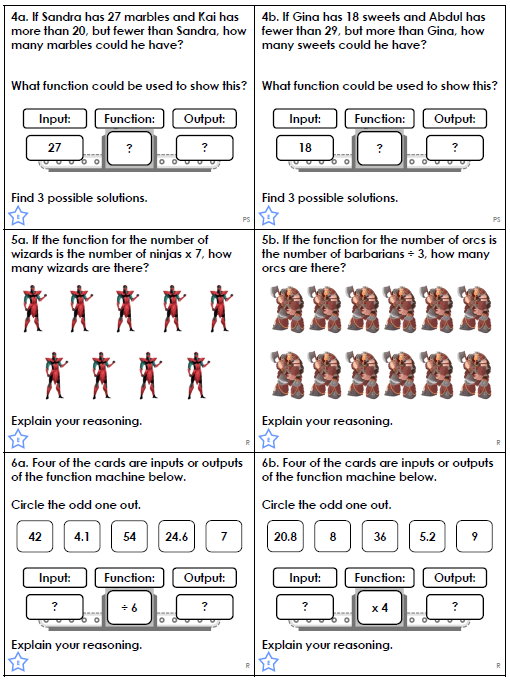 4a. If Sandra has 27 marbles and Kai has
more than 20, but fewer than Sandra, how
many marbles could he have?
What function could be used to show this?
Input: Function: Output:
27 ? ?
Find 3 possible solutions.
E
PS
4b. If Gina has 18 sweets and Abdul has
fewer than 29, but more than Gina, how
many sweets could he have?
What function could be used to show this?
Input: Function: Output:
18 ? ?
Find 3 possible solutions.
E
PS
5a. If the function for the number of
wizards is the number of ninjas x 7, how
many wizards are there?
Explain your reasoning.
E
R
5b. If the function for the number of orcs is
the number of barbarians ÷ 3, how many
orcs are there?
Explain your reasoning.
E
R
6a. Four of the cards are inputs or outputs
of the function machine below.
Circle the odd one out.
42 4.1 54 24.6 7
Input: Function: Output:
? ÷ 6 ?
Explain your reasoning.
E
R
6b. Four of the cards are inputs or outputs
of the function machine below.
Circle the odd one out.
20.8 8 36 5.2 9
Input: Function: Output:
? x 4 ?
Explain your reasoning.
E
R